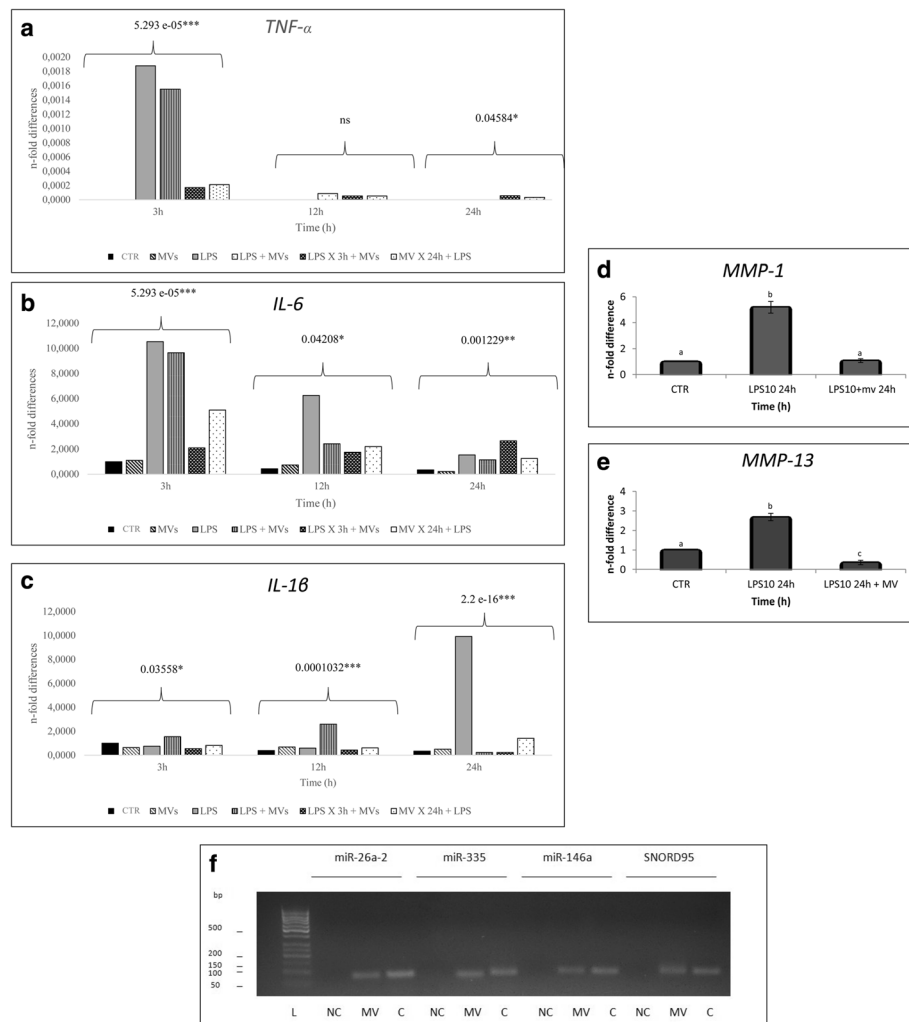 a
TNF-α
5.293 e-05***
ns
0.04584*
n-fold differences
0,0020
0,0018
0,0016
0,0014
0,0012
0,0010
0,0008
0,0006
0,0004
0,0002
0,0000
3h
12h
24h
Time (h)
CTR MVs LPS LPS + MVs LPS X 3h + MVs MV X 24h + LPS
b
IL-6
5.293 e-05***
0.04208*
0.001229**
n-fold differences
12,0000
10,0000
8,0000
6,0000
4,0000
2,0000
0,0000
3h
12h
24h
Time (h)
CTR MVs LPS LPS + MVs LPS X 3h + MVs MV X 24h + LPS
c
IL-1β
0.03558*
0.0001032***
2.2 e-16***
n-fold differences
12,0000
10,0000
8,0000
6,0000
4,0000
2,0000
0,0000
3h
12h
24h
Time (h)
CTR MVs LPS LPS + MVs LPS X 3h + MVs MV X 24h + LPS
d
MMP-1
n-fold difference
6
4
2
0
a
b
a
CTR
LPS10 24h
LPS10+mv 24h
Time (h)
e
MMP-13
n-fold difference
4
3
2
1
0
a
b
c
CTR
LPS10 24h
LPS10 24h + MV
Time (h)
f
miR-26a-2 miR-335 miR-146a SNORD95
bp
500
200
150
100
50
L NC MV C NC MV C NC MV C NC MV C